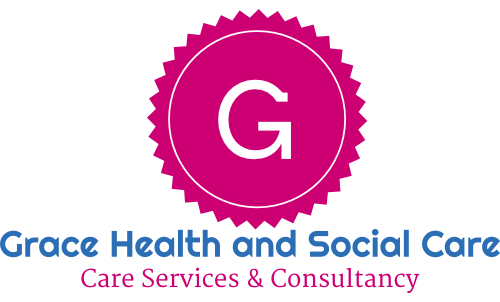 G
Grace Health and Social Care
Care Services & Consultancy